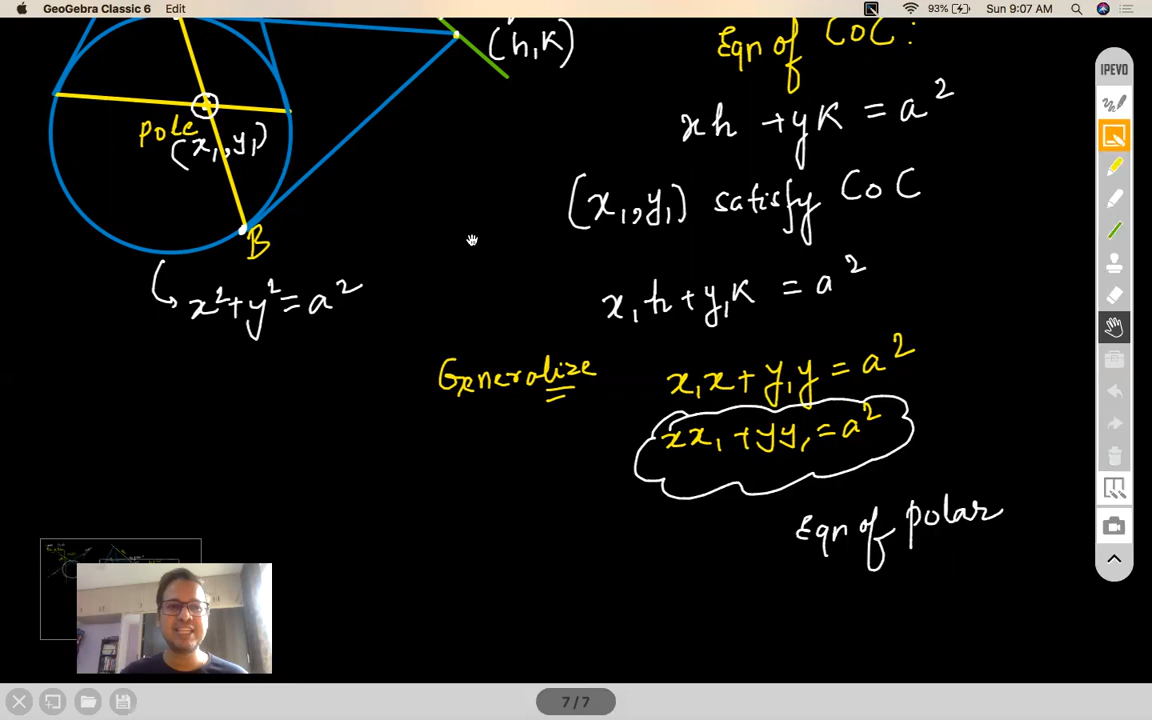 GeoGebra Classic 6 Edit 93% Sun 9:07 AM
IPEVO
(h, K)
Eqn of CoC :
xh + yK = a²
pole
(x₁, y₁)
(x₁, y₁) satisfy CoC
B
x² + y² = a²
x₁h + y₁K = a²
Generalize x₁x + y₁y = a²
xx₁ + yy₁ = a²
Eqn of polar
7 / 7